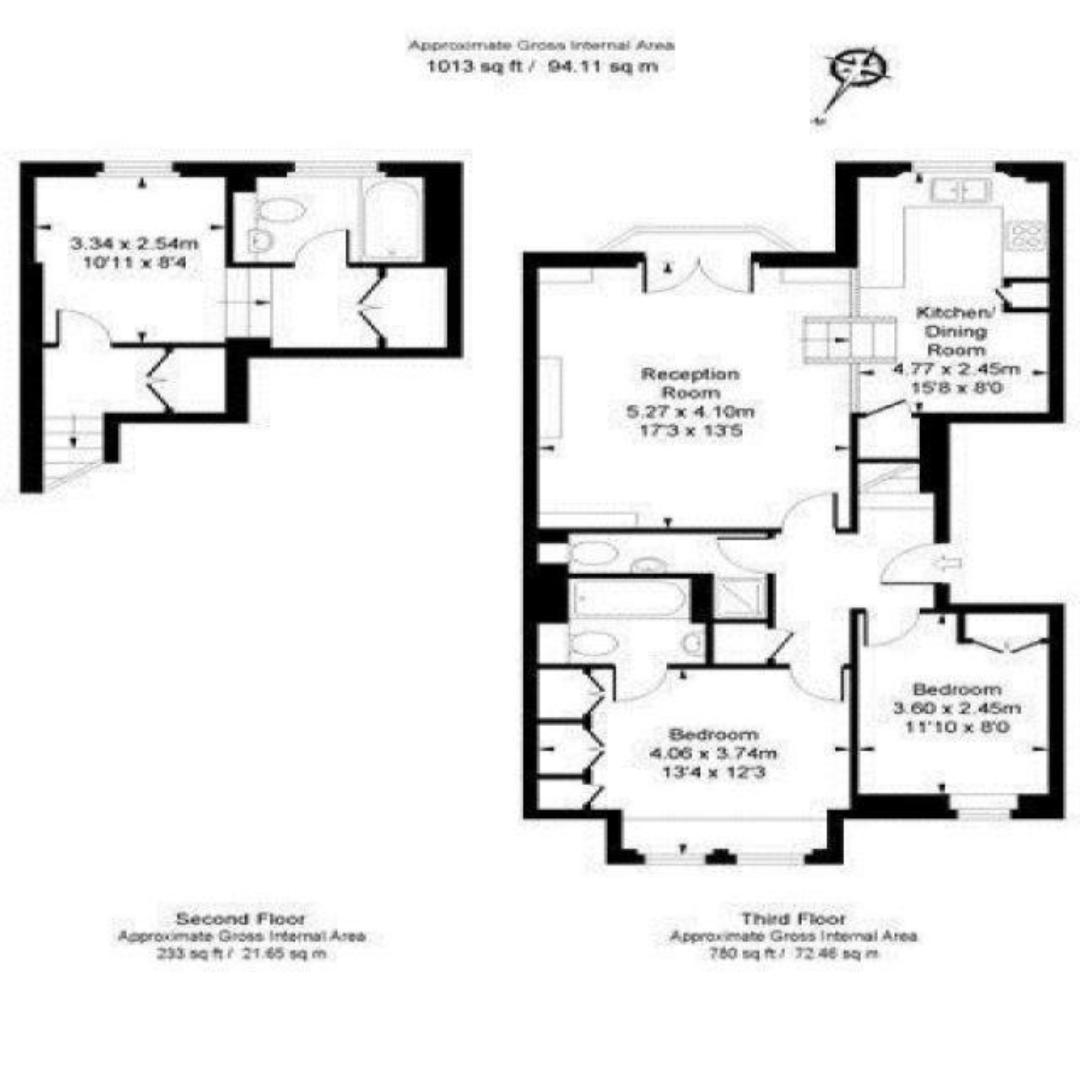 Approximate Gross Internal Area
1013 sq ft / 94.11 sq m
N
3.34 x 2.54m
10'11 x 8'4
Kitchen/
Dining
Room
4.77 x 2.45m
15'8 x 8'0
Reception
Room
5.27 x 4.10m
17'3 x 13'5
Bedroom
3.60 x 2.45m
11'10 x 8'0
Bedroom
4.06 x 3.74m
13'4 x 12'3
Second Floor
Approximate Gross Internal Area
233 sq ft / 21.65 sq m
Third Floor
Approximate Gross Internal Area
780 sq ft / 72.46 sq m